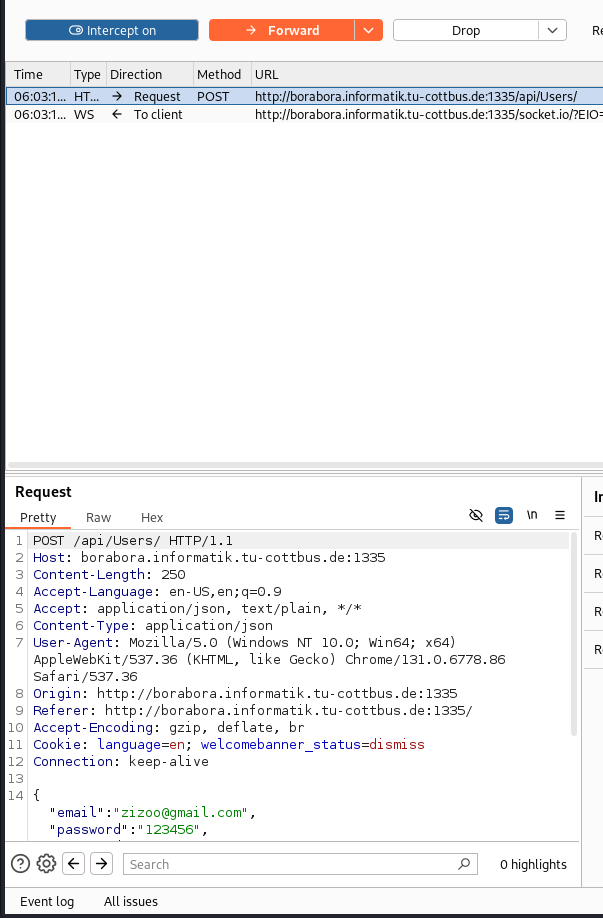 Intercept on
Forward
Drop
Re
Time Type Direction Method URL
06:03:1... HT... Request POST http://borabora.informatik.tu-cottbus.de:1335/api/Users/
06:03:1... WS To client http://borabora.informatik.tu-cottbus.de:1335/socket.io/?EIO=
Request
Pretty Raw Hex
\n
In
1 POST /api/Users/ HTTP/1.1
2 Host: borabora.informatik.tu-cottbus.de:1335
3 Content-Length: 250
4 Accept-Language: en-US,en;q=0.9
5 Accept: application/json, text/plain, */*
6 Content-Type: application/json
7 User-Agent: Mozilla/5.0 (Windows NT 10.0; Win64; x64)
AppleWebKit/537.36 (KHTML, like Gecko) Chrome/131.0.6778.86
Safari/537.36
8 Origin: http://borabora.informatik.tu-cottbus.de:1335
9 Referer: http://borabora.informatik.tu-cottbus.de:1335/
10 Accept-Encoding: gzip, deflate, br
11 Cookie: language=en; welcomebanner_status=dismiss
12 Connection: keep-alive
13
14 {
"email":"zizoo@gmail.com",
"password":"123456",
R
R
R
R
Search
0 highlights
Event log All issues